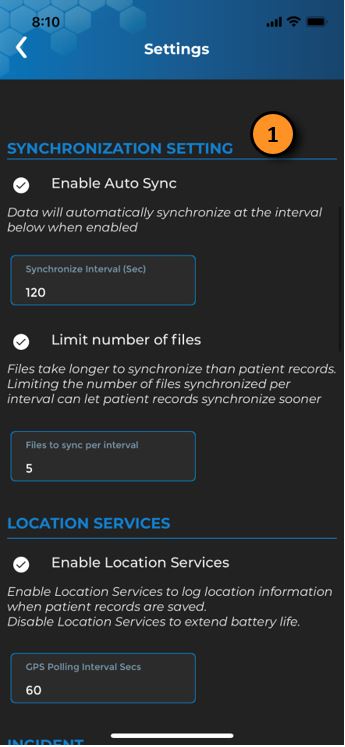 8:10
Settings
1
SYNCHRONIZATION SETTING
Enable Auto Sync
Data will automatically synchronize at the interval
below when enabled
Synchronize Interval (Sec)
120
Limit number of files
Files take longer to synchronize than patient records.
Limiting the number of files synchronized per
interval can let patient records synchronize sooner
Files to sync per interval
5
LOCATION SERVICES
Enable Location Services
Enable Location Services to log location information
when patient records are saved.
Disable Location Services to extend battery life.
GPS Polling Interval Secs
60
INCIDENT